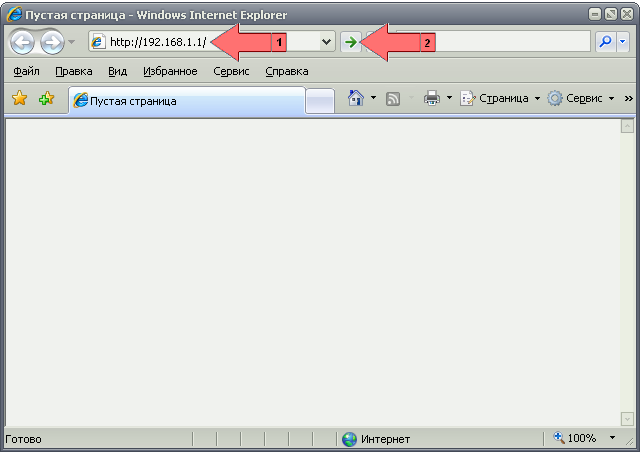 Пустая страница - Windows Internet Explorer
http://192.168.1.1/ 1 2
Файл Правка Вид Избранное Сервис Справка
Пустая страница Страница Сервис »
Готово Интернет 100%